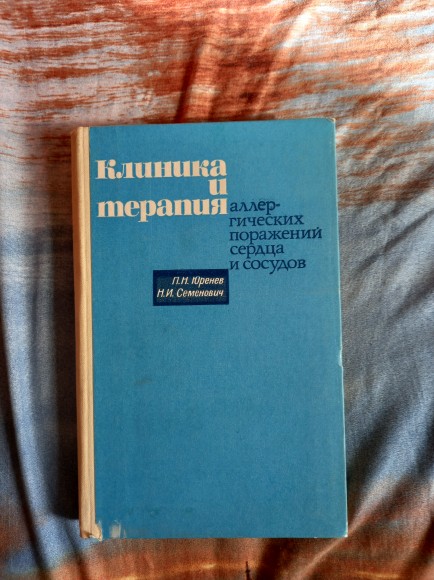 Клиника
и
терапия
аллер-
гических
поражений
сердца
и сосудов
П.Н. Юренев
Н.И. Семенович